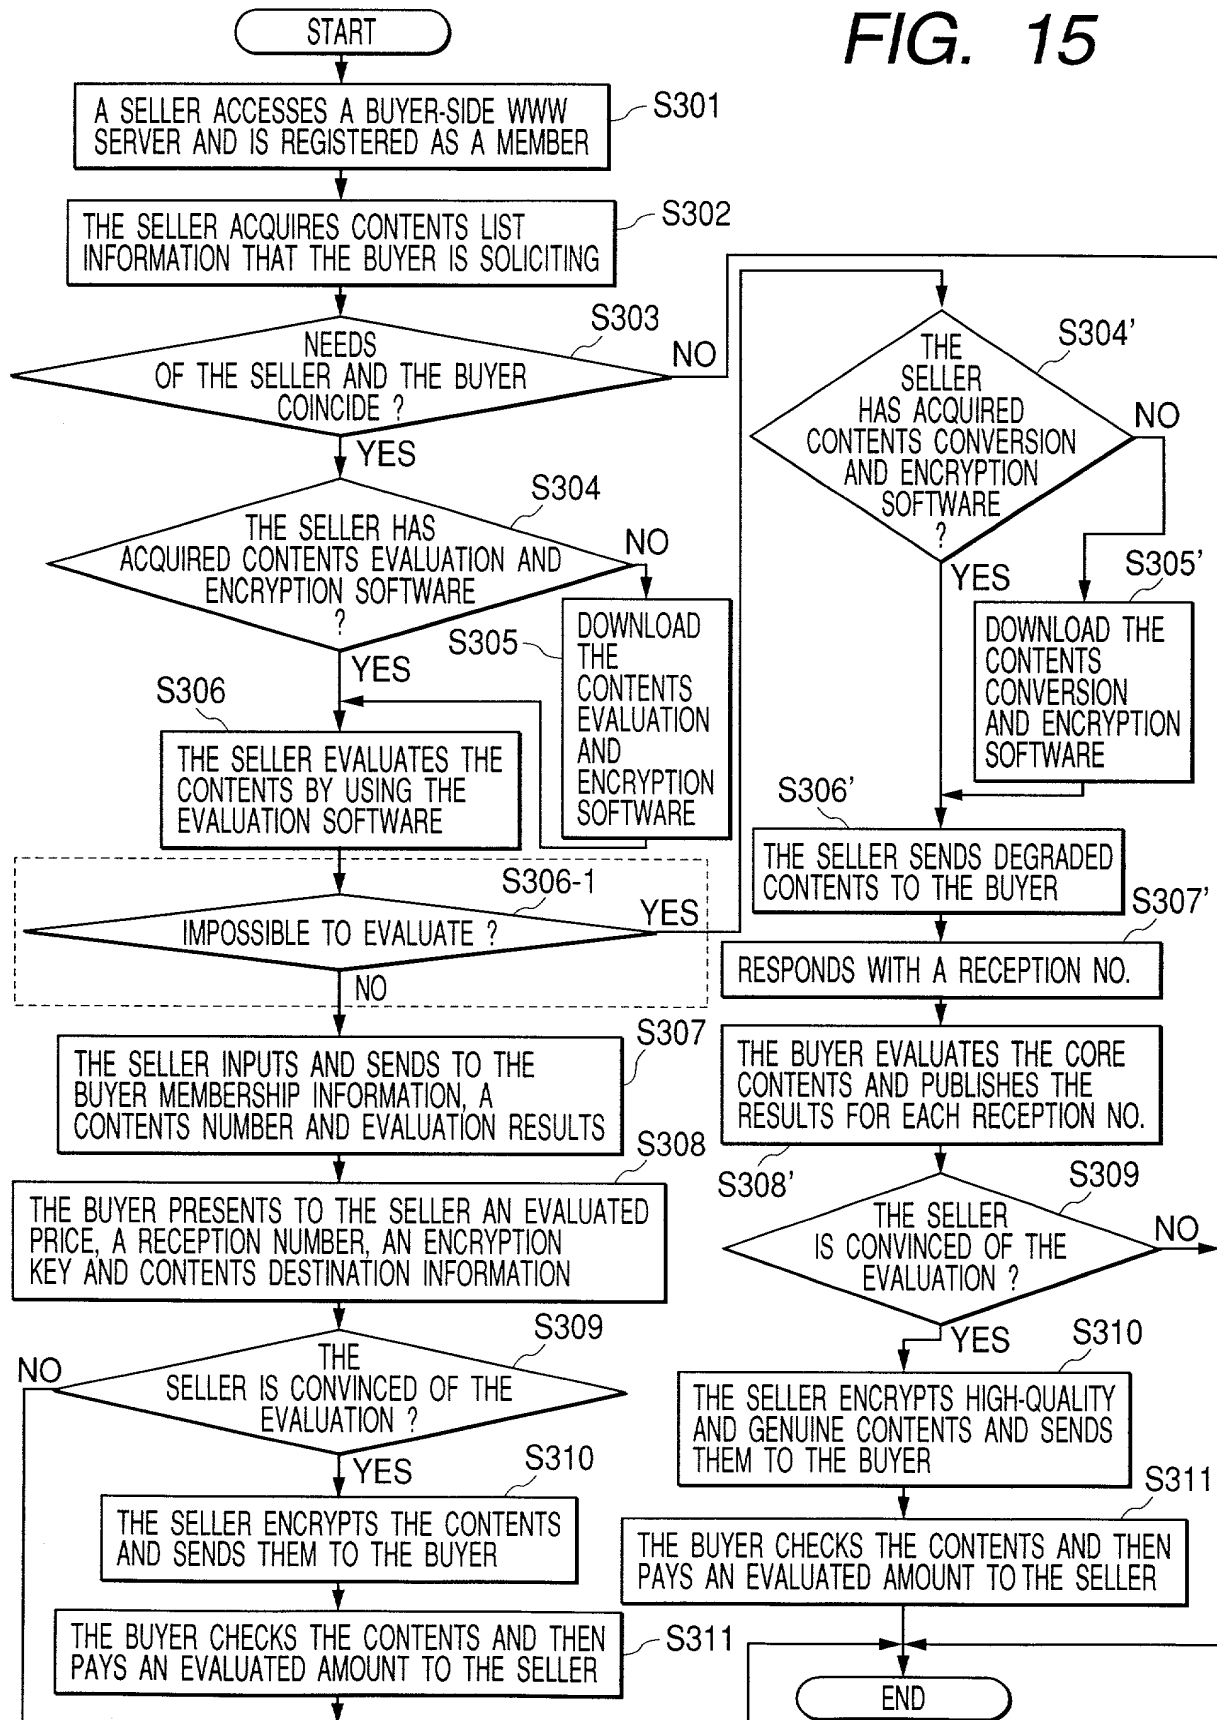 FIG. 15
START
A SELLER ACCESSES A BUYER-SIDE WWW
SERVER AND IS REGISTERED AS A MEMBER
S301
THE SELLER ACQUIRES CONTENTS LIST
INFORMATION THAT THE BUYER IS SOLICITING
S302
NEEDS
OF THE SELLER AND THE BUYER
COINCIDE ?
S303
NO
YES
THE SELLER HAS
ACQUIRED CONTENTS EVALUATION AND
ENCRYPTION SOFTWARE
?
S304
NO
YES
S305
DOWNLOAD
THE
CONTENTS
EVALUATION
AND
ENCRYPTION
SOFTWARE
S306
THE SELLER EVALUATES THE
CONTENTS BY USING THE
EVALUATION SOFTWARE
S306-1
IMPOSSIBLE TO EVALUATE ?
YES
NO
S307
THE SELLER INPUTS AND SENDS TO THE
BUYER MEMBERSHIP INFORMATION, A
CONTENTS NUMBER AND EVALUATION RESULTS
S308
THE BUYER PRESENTS TO THE SELLER AN EVALUATED
PRICE, A RECEPTION NUMBER, AN ENCRYPTION
KEY AND CONTENTS DESTINATION INFORMATION
S309
NO
THE
SELLER IS CONVINCED OF THE
EVALUATION ?
YES
S310
THE SELLER ENCRYPTS THE CONTENTS
AND SENDS THEM TO THE BUYER
THE BUYER CHECKS THE CONTENTS AND THEN
PAYS AN EVALUATED AMOUNT TO THE SELLER
S311
S304'
THE
SELLER
HAS ACQUIRED
CONTENTS CONVERSION
AND ENCRYPTION
SOFTWARE
?
NO
YES
S305'
DOWNLOAD THE
CONTENTS
CONVERSION
AND ENCRYPTION
SOFTWARE
S306'
THE SELLER SENDS DEGRADED
CONTENTS TO THE BUYER
S307'
RESPONDS WITH A RECEPTION NO.
THE BUYER EVALUATES THE CORE
CONTENTS AND PUBLISHES THE
RESULTS FOR EACH RECEPTION NO.
S308'
S309
THE SELLER
IS CONVINCED OF THE
EVALUATION ?
NO
YES
S310
THE SELLER ENCRYPTS HIGH-QUALITY
AND GENUINE CONTENTS AND SENDS
THEM TO THE BUYER
S311
THE BUYER CHECKS THE CONTENTS AND THEN
PAYS AN EVALUATED AMOUNT TO THE SELLER
END